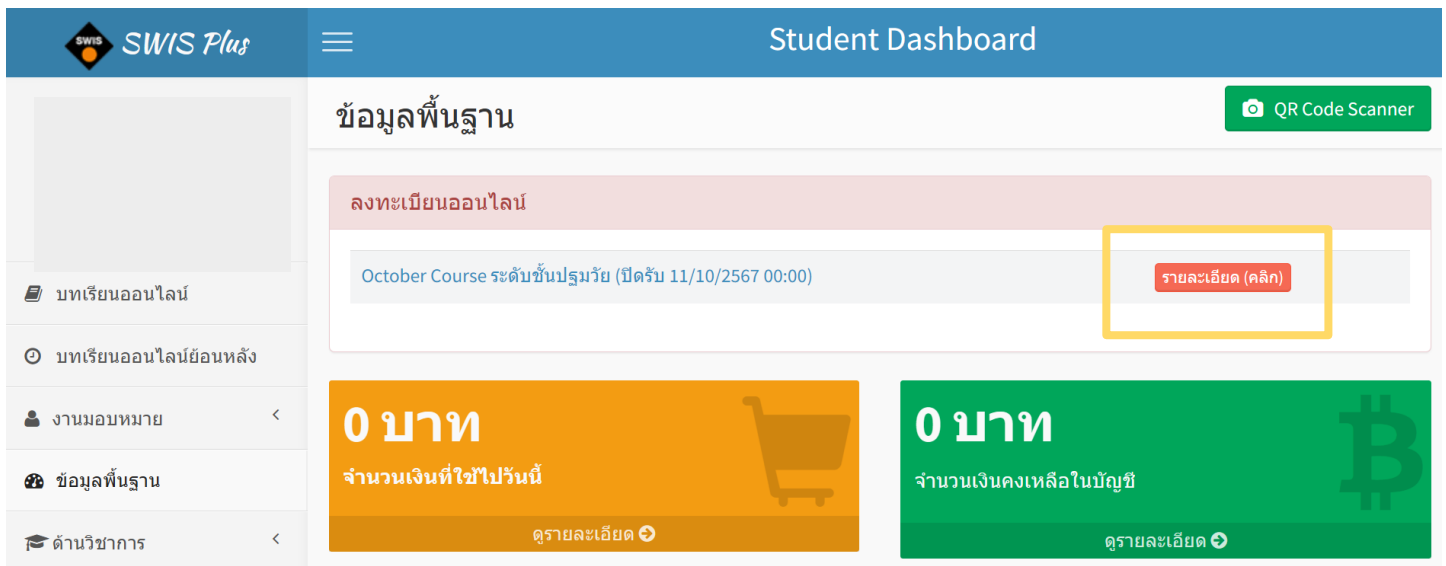 SWIS
SWIS Plus
Student Dashboard
ข้อมูลพื้นฐาน
QR Code Scanner
ลงทะเบียนออนไลน์
October Course ระดับชั้นปฐมวัย (ปิดรับ 11/10/2567 00:00)
รายละเอียด (คลิก)
บทเรียนออนไลน์
บทเรียนออนไลน์ย้อนหลัง
งานมอบหมาย
ข้อมูลพื้นฐาน
ด้านวิชาการ
0 บาท
จำนวนเงินที่ใช้ไปวันนี้
ดูรายละเอียด
0 บาท
จำนวนเงินคงเหลือในบัญชี
ดูรายละเอียด